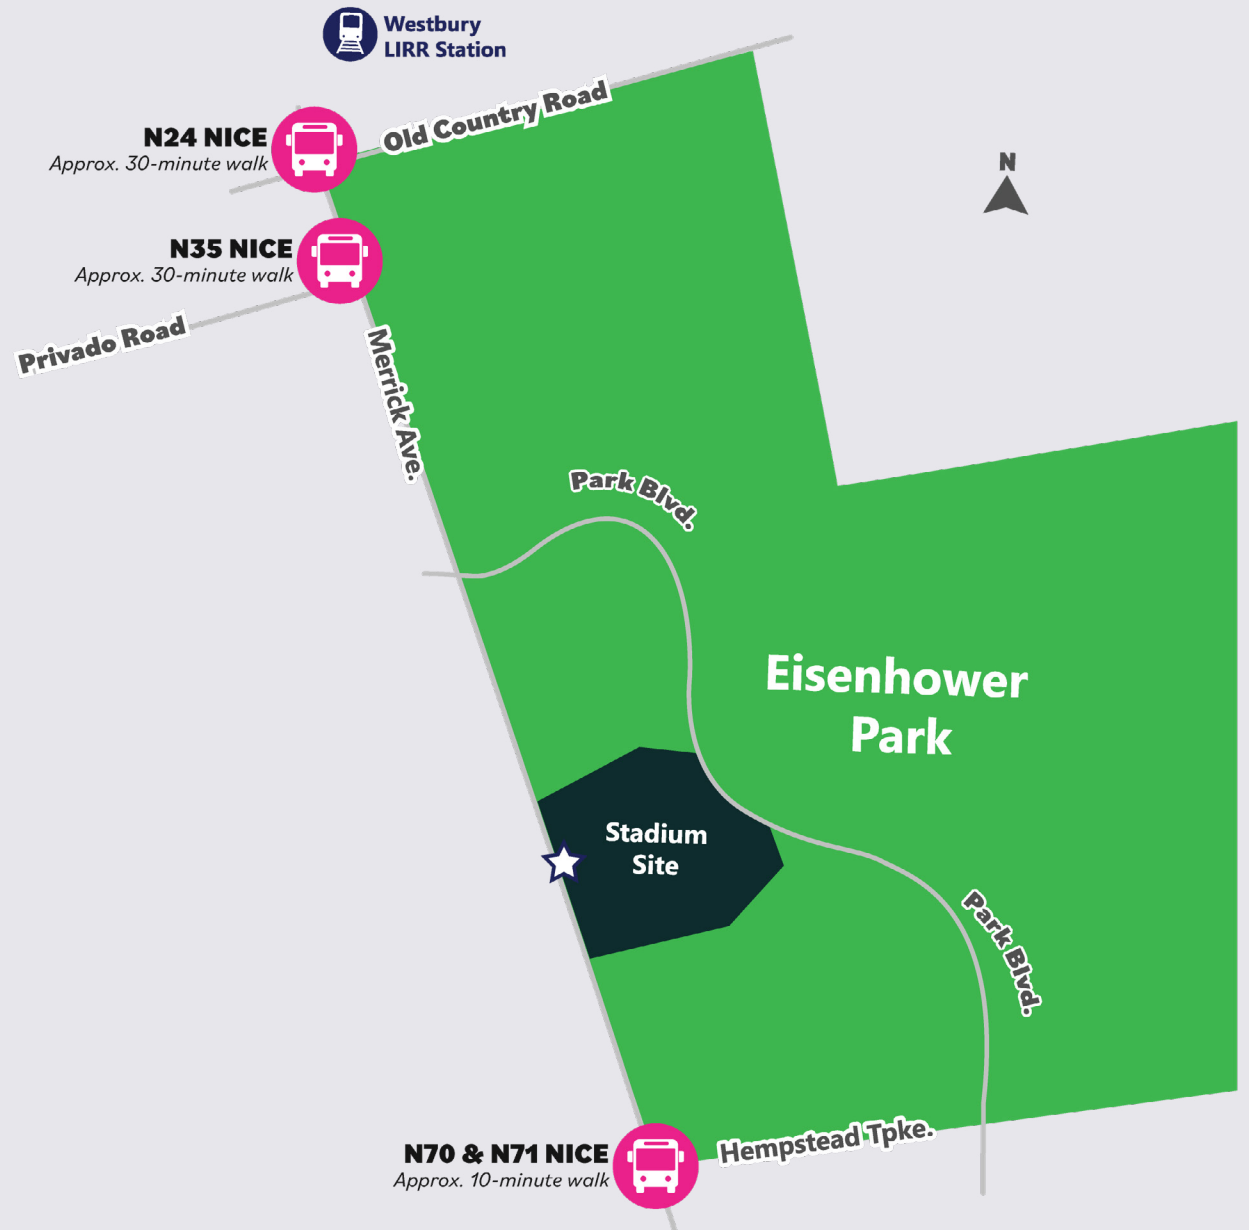 Westbury
LIRR Station
Old Country Road
N24 NICE
Approx. 30-minute walk
N
N35 NICE
Approx. 30-minute walk
Privado Road
Merrick Ave.
Park Blvd.
Eisenhower
Park
Stadium
Site
Park Blvd.
Hempstead Tpke.
N70 & N71 NICE
Approx. 10-minute walk